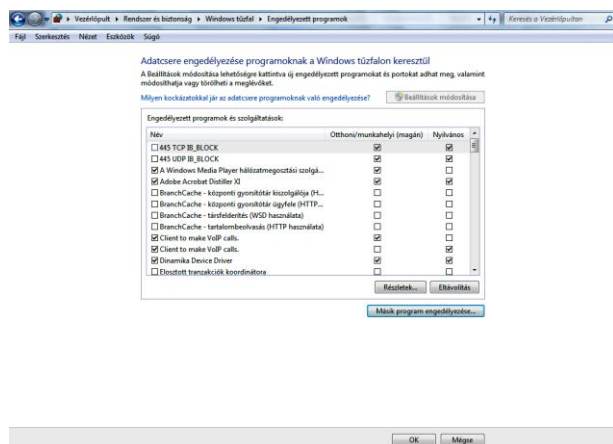 Vezérlőpult ▸ Rendszer és biztonság ▸ Windows tűzfal ▸ Engedélyezett programok
Keresés a Vezérlőpulton
Fájl Szerkesztés Nézet Eszközök Súgó
Adatcsere engedélyezése programoknak a Windows tűzfalon keresztül
A Beállítások módosítása lehetőségre kattintva új engedélyezett programokat és portokat adhat meg, valamint
módosíthatja vagy törölheti a meglévőket.
Milyen kockázatokkal jár az adatcsere programoknak való engedélyezése?
Beállítások módosítása
Engedélyezett programok és szolgáltatások:
Név Otthoni/munkahelyi (magán) Nyilvános
445 TCP IB_BLOCK
445 UDP IB_BLOCK
A Windows Media Player hálózatmegosztási szolgá...
Adobe Acrobat Distiller XI
BranchCache - központi gyorsítótár kiszolgálója (H...
BranchCache - központi gyorsítótár ügyfele (HTTP...
BranchCache - társfelderítés (WSD használata)
BranchCache - tartalombeolvasás (HTTP használata)
Client to make VoIP calls.
Client to make VoIP calls.
Dinamika Device Driver
Elosztott tranzakciók koordinátora
Részletek... Eltávolítás
Másik program engedélyezése...
OK Mégse